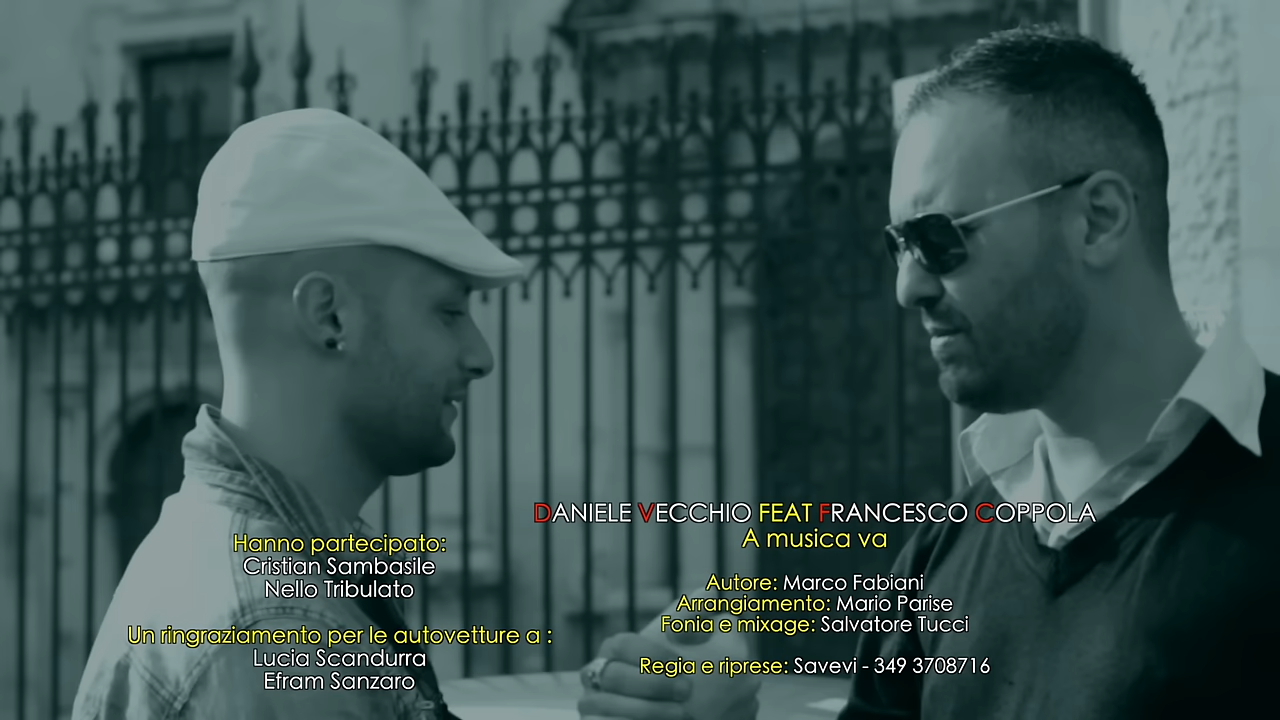 Hanno partecipato:
Cristian Sambasile
Nello Tribulato
Un ringraziamento per le autovetture a :
Lucia Scandurra
Efram Sanzaro
DANIELE VECCHIO FEAT FRANCESCO COPPOLA
A musica va
Autore: Marco Fabiani
Arrangiamento: Mario Parise
Fonia e mixage: Salvatore Tucci
Regia e riprese: Savevi - 349 3708716